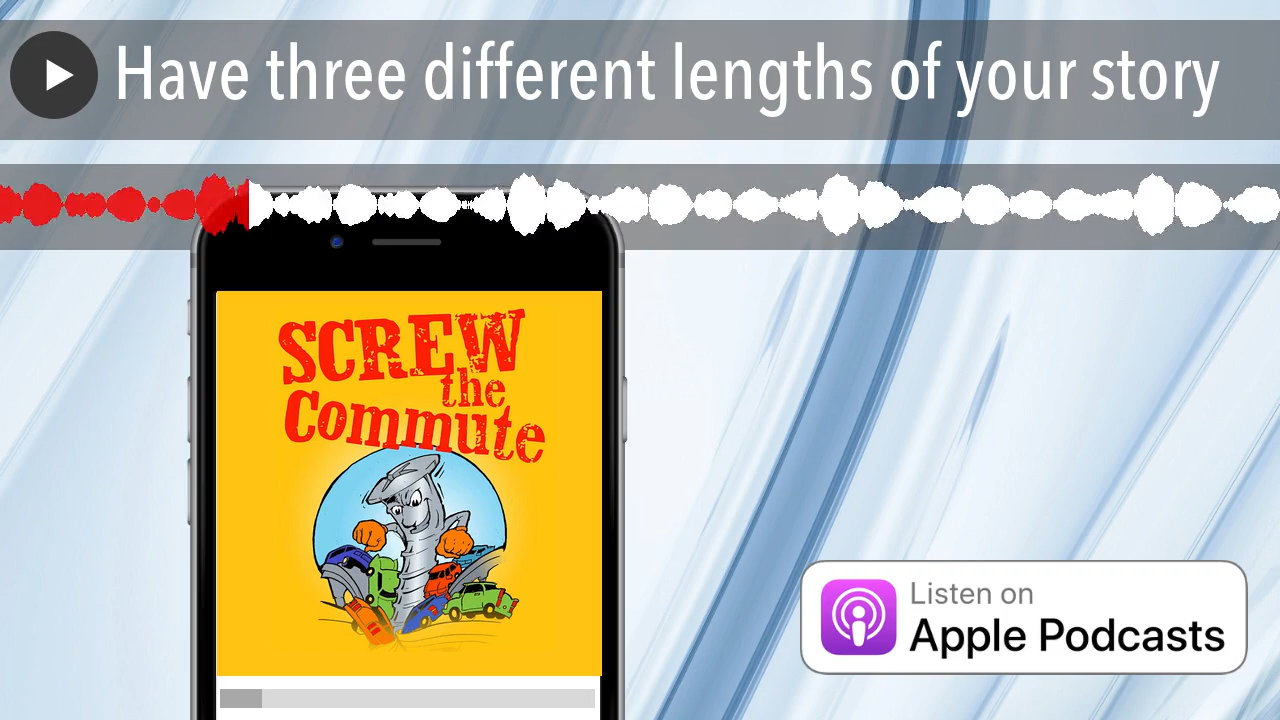 Have three different lengths of your story
SCREW
the
Commute
Listen on
Apple Podcasts